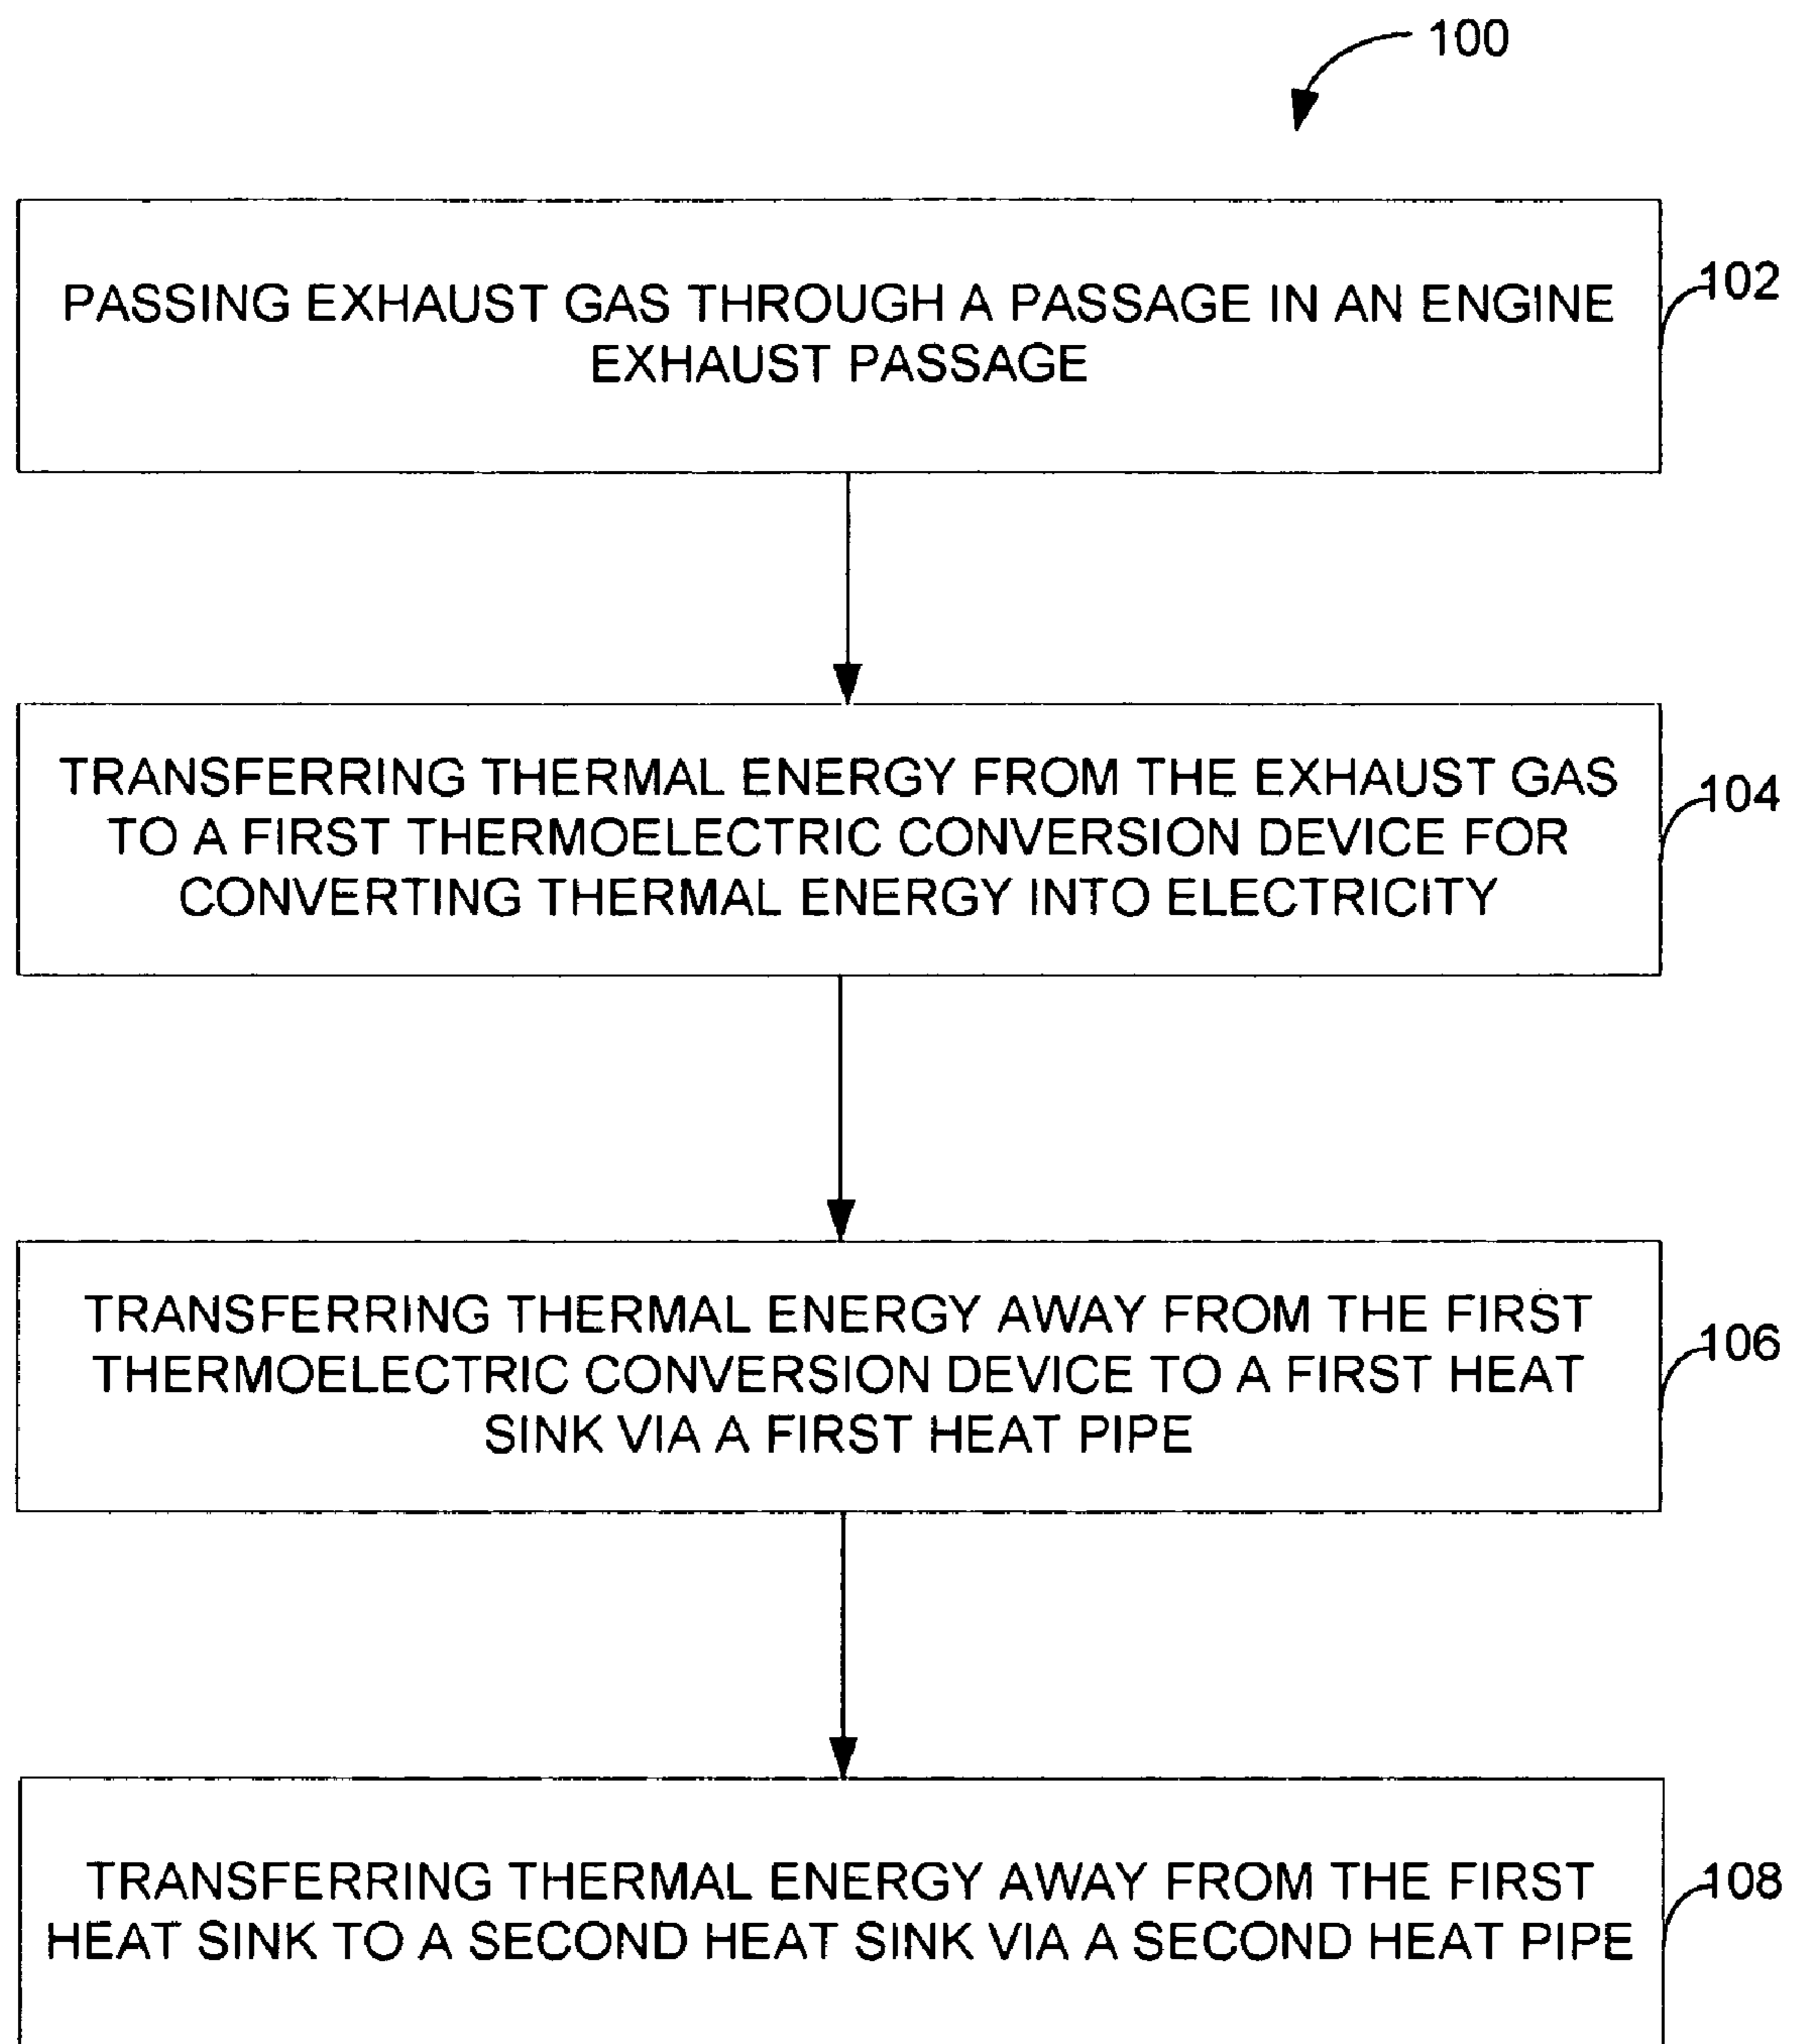 100
PASSING EXHAUST GAS THROUGH A PASSAGE IN AN ENGINE
EXHAUST PASSAGE
102
TRANSFERRING THERMAL ENERGY FROM THE EXHAUST GAS
TO A FIRST THERMOELECTRIC CONVERSION DEVICE FOR
CONVERTING THERMAL ENERGY INTO ELECTRICITY
104
TRANSFERRING THERMAL ENERGY AWAY FROM THE FIRST
THERMOELECTRIC CONVERSION DEVICE TO A FIRST HEAT
SINK VIA A FIRST HEAT PIPE
106
TRANSFERRING THERMAL ENERGY AWAY FROM THE FIRST
HEAT SINK TO A SECOND HEAT SINK VIA A SECOND HEAT PIPE
108